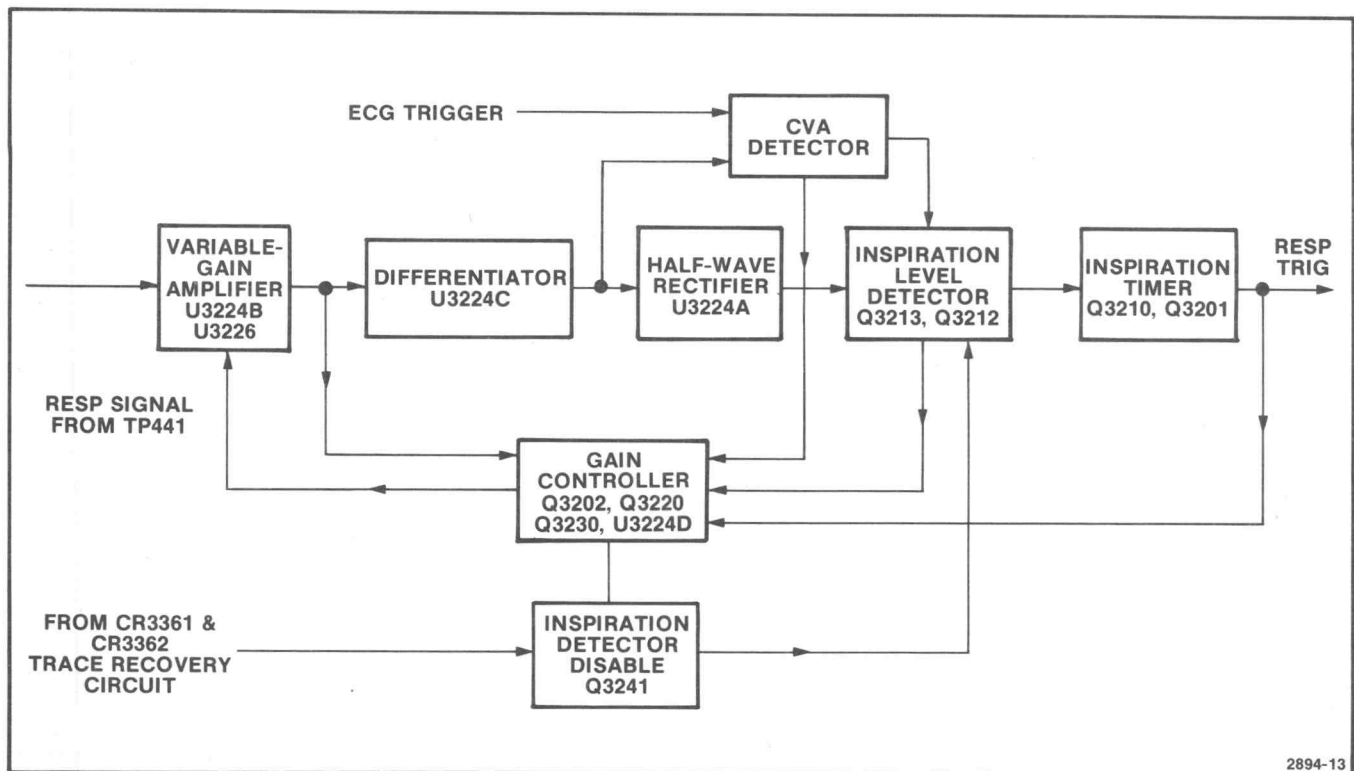 ECG TRIGGER
CVA
DETECTOR
VARIABLE-
GAIN
AMPLIFIER
U3224B
U3226
DIFFERENTIATOR
U3224C
HALF-WAVE
RECTIFIER
U3224A
INSPIRATION
LEVEL
DETECTOR
Q3213, Q3212
INSPIRATION
TIMER
Q3210, Q3201
RESP
TRIG
RESP SIGNAL
FROM TP441
GAIN
CONTROLLER
Q3202, Q3220
Q3230, U3224D
FROM CR3361 &
CR3362
TRACE RECOVERY
CIRCUIT
INSPIRATION
DETECTOR
DISABLE
Q3241
2894-13